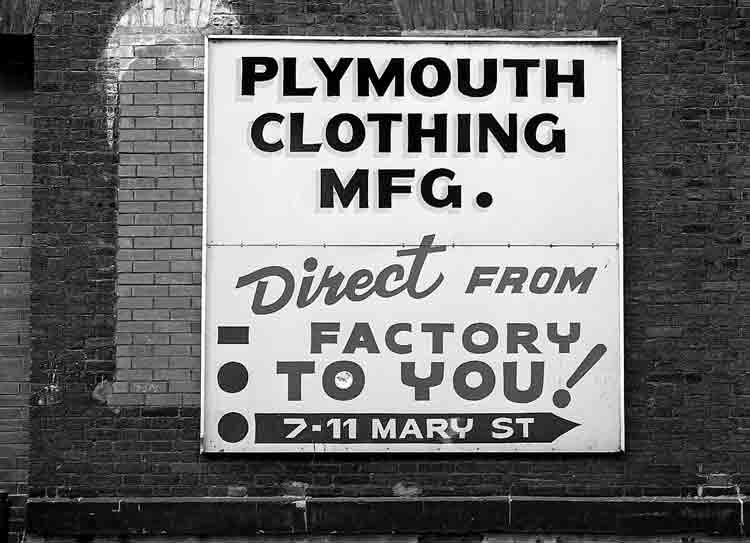 PLYMOUTH
CLOTHING
MFG.
Direct FROM
FACTORY
TO YOU!
7-11 MARY ST